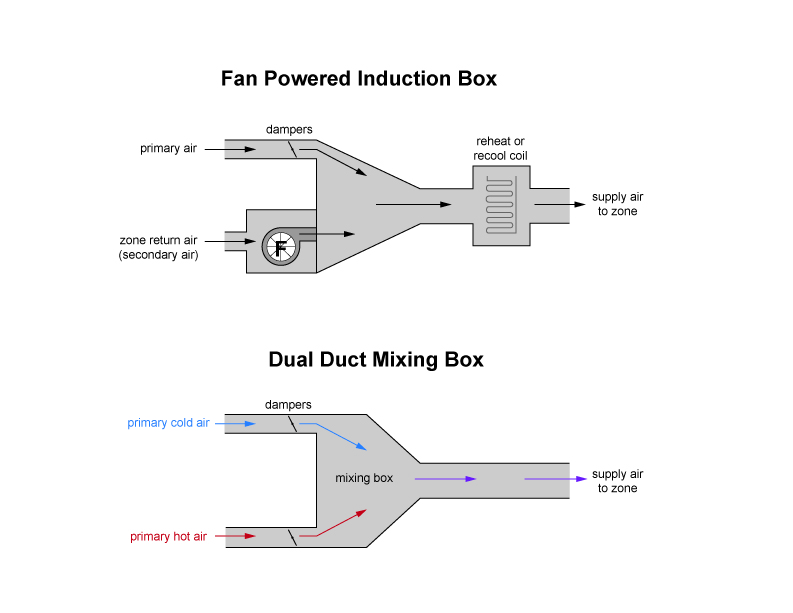 Fan Powered Induction Box
dampers
primary air
reheat or
recool coil
supply air
to zone
zone return air
(secondary air)
F
Dual Duct Mixing Box
dampers
primary cold air
mixing box
supply air
to zone
primary hot air